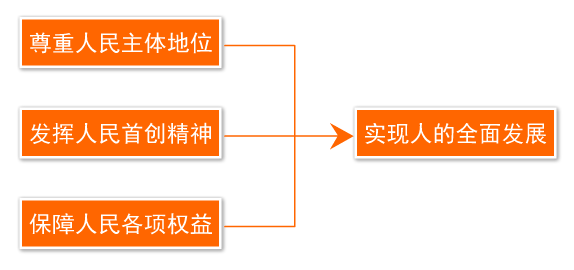 尊重人民主体地位
发挥人民首创精神
实现人的全面发展
保障人民各项权益